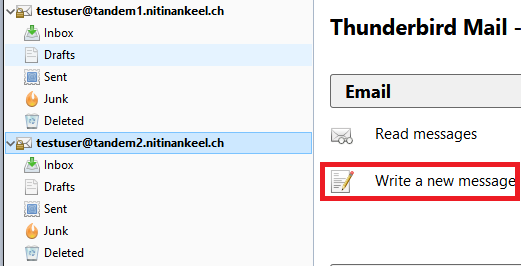 testuser@tandem1.nitinankeel.ch
Inbox
Drafts
Sent
Junk
Deleted
testuser@tandem2.nitinankeel.ch
Inbox
Drafts
Sent
Junk
Deleted
Thunderbird Mail -
Email
Read messages
Write a new message